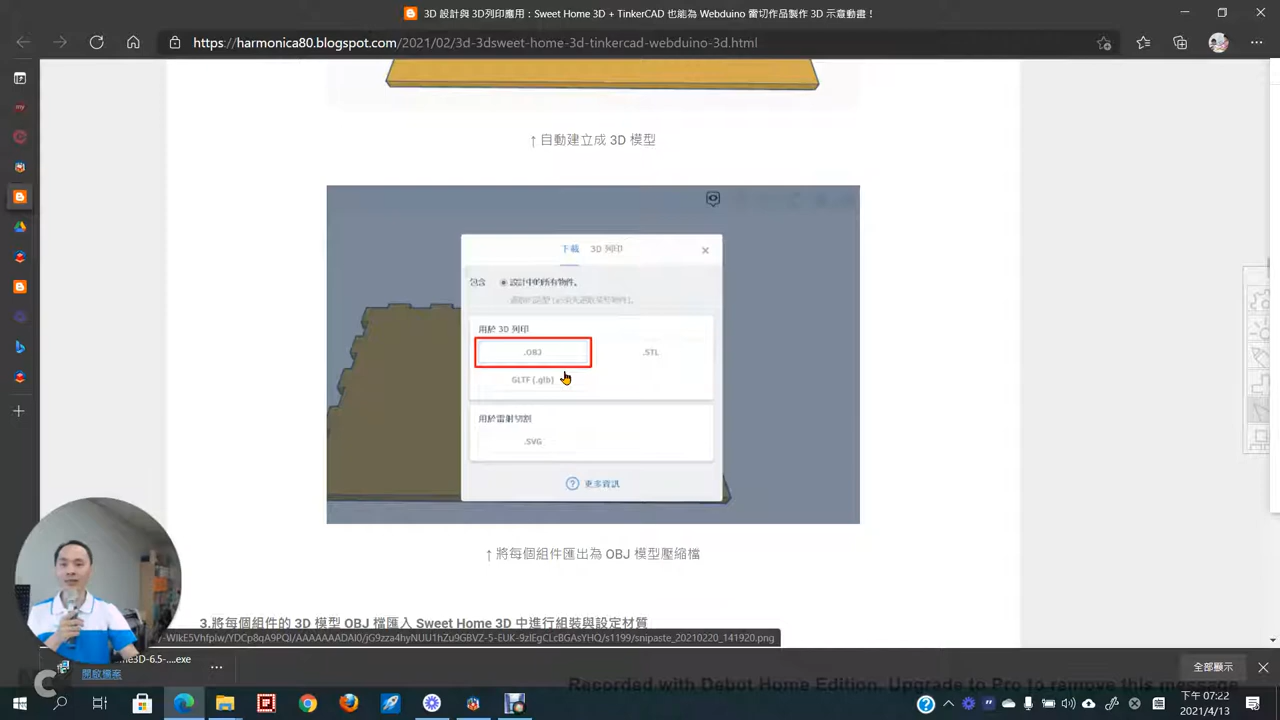 3D 設計與 3D列印應用：Sweet Home 3D + TinkerCAD 也能為 Webduino 雷切作品製作 3D 示意動畫！
https://harmonica80.blogspot.com/2021/02/3d-3dsweet-home-3d-tinkercad-webduino-3d.html
my
↑自動建立成 3D 模型
下載 3D 列印
包含 設計中的所有物件。
用於 3D 列印
.OBJ .STL
GLTF (.glb)
用於雷射切割
.SVG
更多資訊
↑將每個組件匯出為 OBJ 模型壓縮檔
3.將每個組件的 3D 模型 OBJ 檔匯入 Sweet Home 3D 中進行組裝與設定材質
me3D-6.5-....exe
開啟檔案
全部顯示
Recorded with Debut Home Edition. Upgrade to Pro to remove this message
下午 07:22
2021/4/13